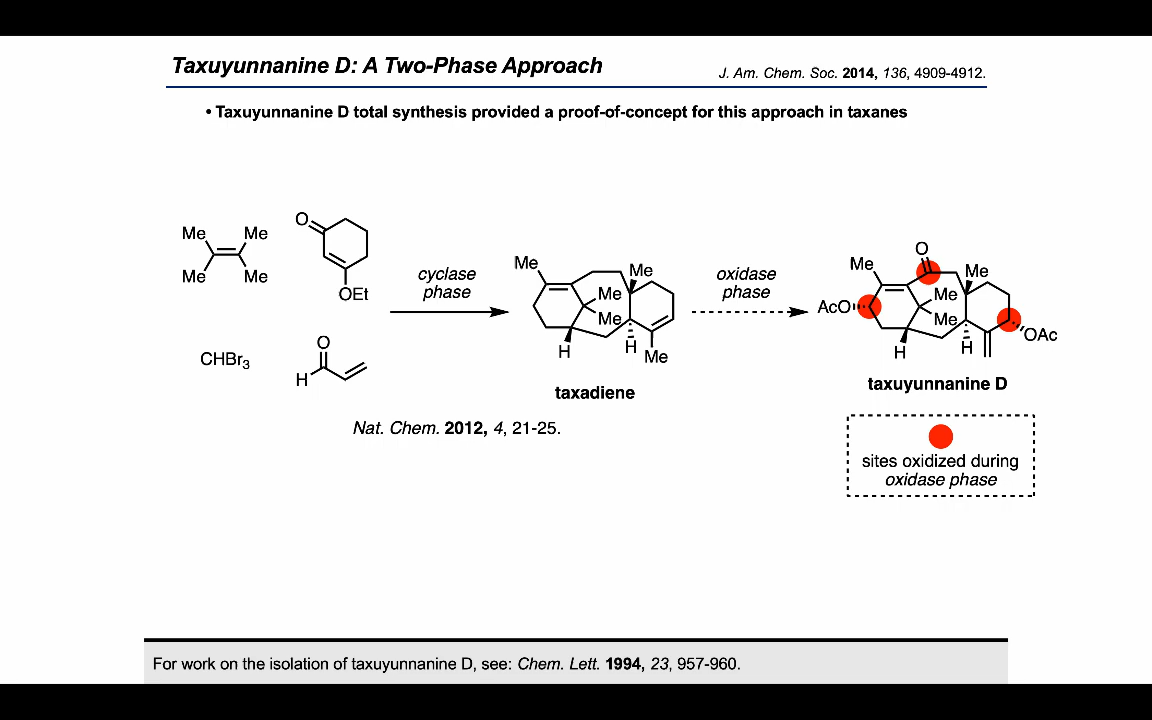 Taxuyunnanine D: A Two-Phase Approach
J. Am. Chem. Soc. 2014, 136, 4909-4912.
• Taxuyunnanine D total synthesis provided a proof-of-concept for this approach in taxanes
Me Me
Me Me
O
OEt
CHBr3
O
H
cyclase
phase
Me
Me
Me
Me
H
H
Me
taxadiene
Nat. Chem. 2012, 4, 21-25.
oxidase
phase
O
Me
Me
AcO
Me
Me
H
H
OAc
taxuyunnanine D
sites oxidized during
oxidase phase
For work on the isolation of taxuyunnanine D, see: Chem. Lett. 1994, 23, 957-960.